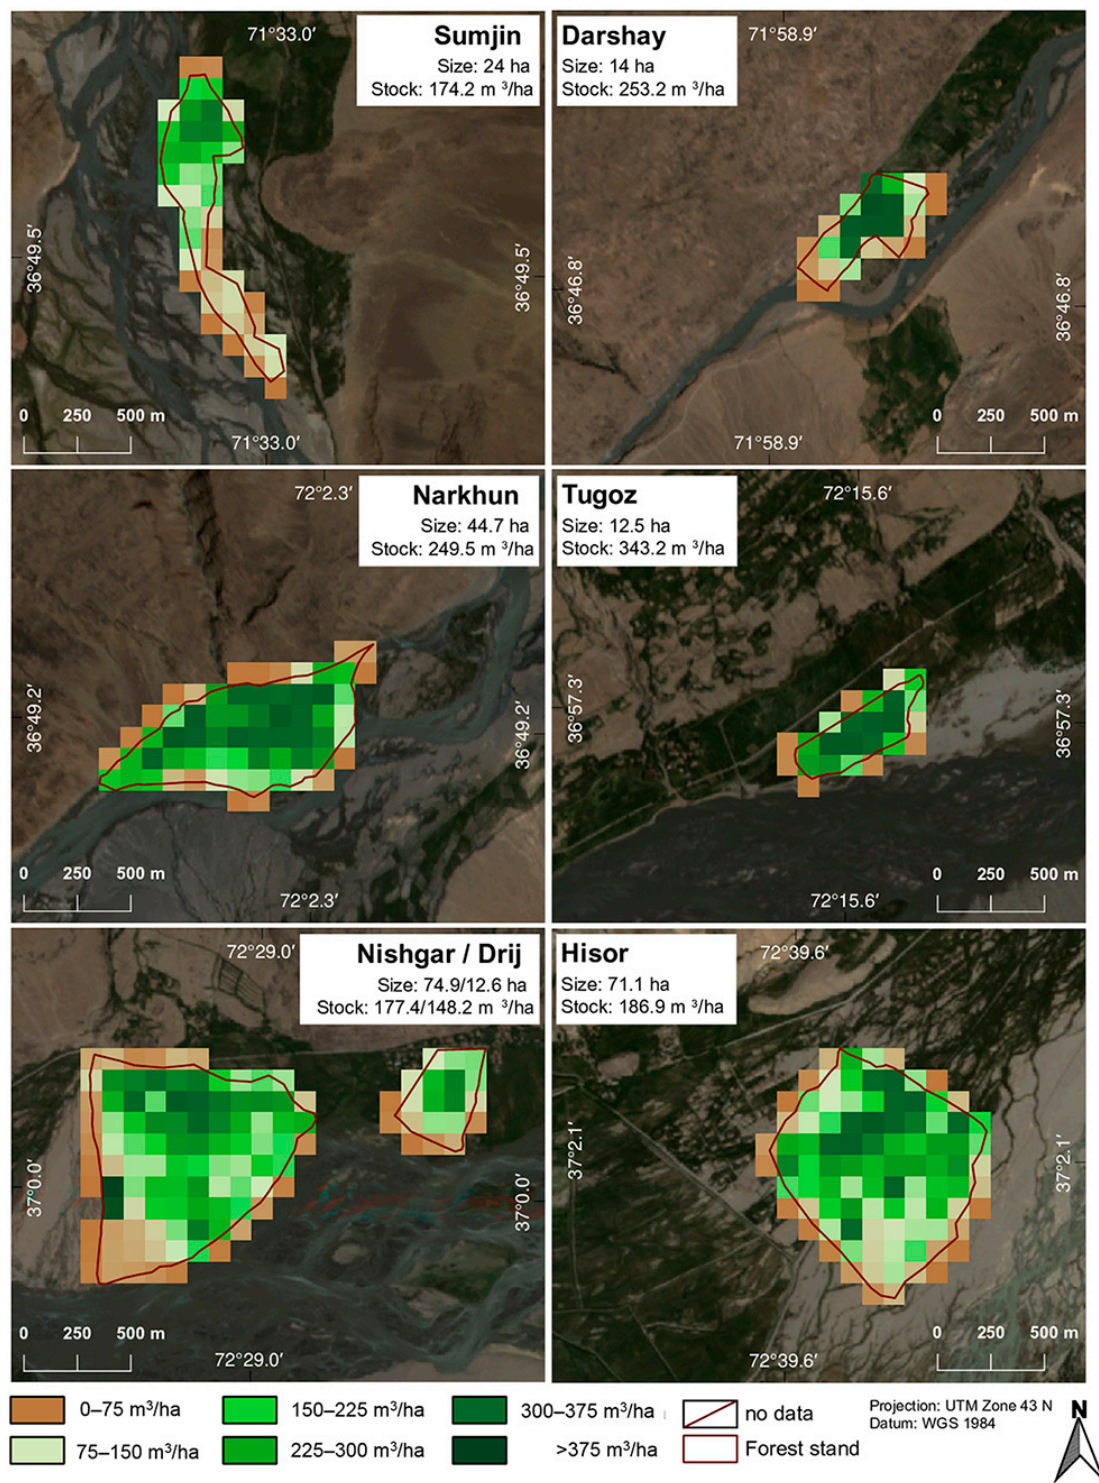 Sumjin
Size: 24 ha
Stock: 174.2 m³/ha
71°33.0′
36°49.5′
36°49.5′
0 250 500 m
71°33.0′
Darshay
Size: 14 ha
Stock: 253.2 m³/ha
71°58.9′
36°46.8′
36°46.8′
0 250 500 m
71°58.9′
Narkhun
Size: 44.7 ha
Stock: 249.5 m³/ha
72°2.3′
36°49.2′
36°49.2′
0 250 500 m
72°2.3′
Tugoz
Size: 12.5 ha
Stock: 343.2 m³/ha
72°15.6′
36°57.3′
36°57.3′
0 250 500 m
72°15.6′
Nishgar / Drij
Size: 74.9/12.6 ha
Stock: 177.4/148.2 m³/ha
72°29.0′
37°0.0′
37°0.0′
0 250 500 m
72°29.0′
Hisor
Size: 71.1 ha
Stock: 186.9 m³/ha
72°39.6′
37°2.1′
37°2.1′
0 250 500 m
72°39.6′
0–75 m³/ha
75–150 m³/ha
150–225 m³/ha
225–300 m³/ha
300–375 m³/ha
>375 m³/ha
no data
Forest stand
Projection: UTM Zone 43 N
Datum: WGS 1984
N